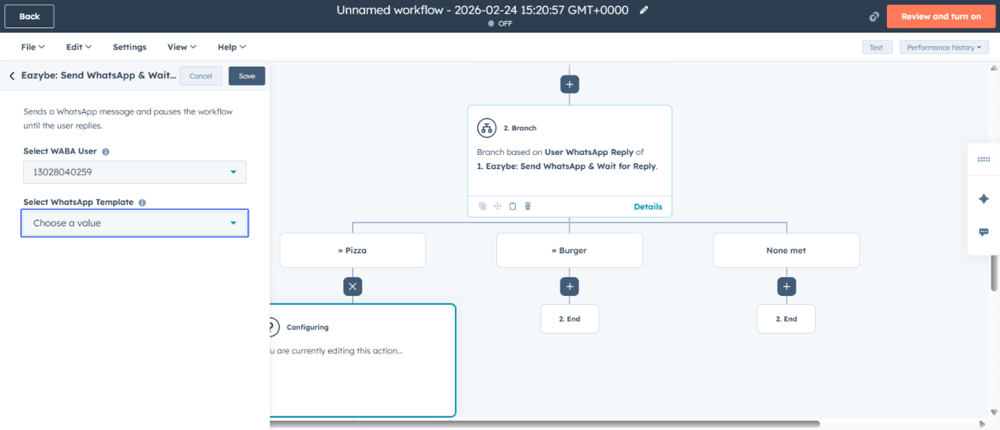 Back
Unnamed workflow - 2026-02-24 15:20:57 GMT+0000
OFF
Review and turn on
File
Edit
Settings
View
Help
Test
Performance history
Eazybe: Send WhatsApp & Wait...
Cancel
Save
Sends a WhatsApp message and pauses the workflow
until the user replies.
Select WABA User
13028040259
Select WhatsApp Template
Choose a value
2. Branch
Branch based on User WhatsApp Reply of
1. Eazybe: Send WhatsApp & Wait for Reply.
Details
= Pizza
= Burger
None met
Configuring
u are currently editing this action...
2. End
2. End